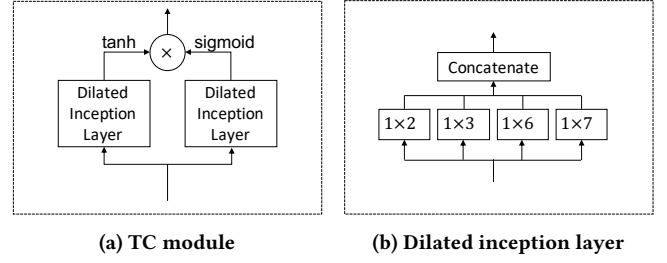 tanh × sigmoid
Dilated Inception Layer
Dilated Inception Layer
(a) TC module
Concatenate
1×2 1×3 1×6 1×7
(b) Dilated inception layer